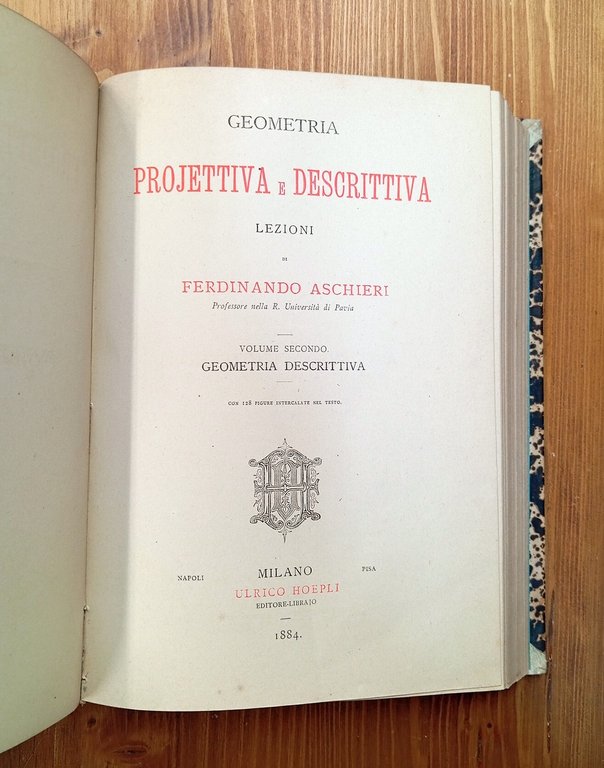 GEOMETRIA
PROJETTIVA E DESCRITTIVA
LEZIONI
DI
FERDINANDO ASCHIERI
Professore nella R. Università di Pavia
VOLUME SECONDO.
GEOMETRIA DESCRITTIVA
CON 128 FIGURE INTERCALATE NEL TESTO.
NAPOLI MILANO PISA
ULRICO HOEPLI
EDITORE-LIBRAJO
1884.